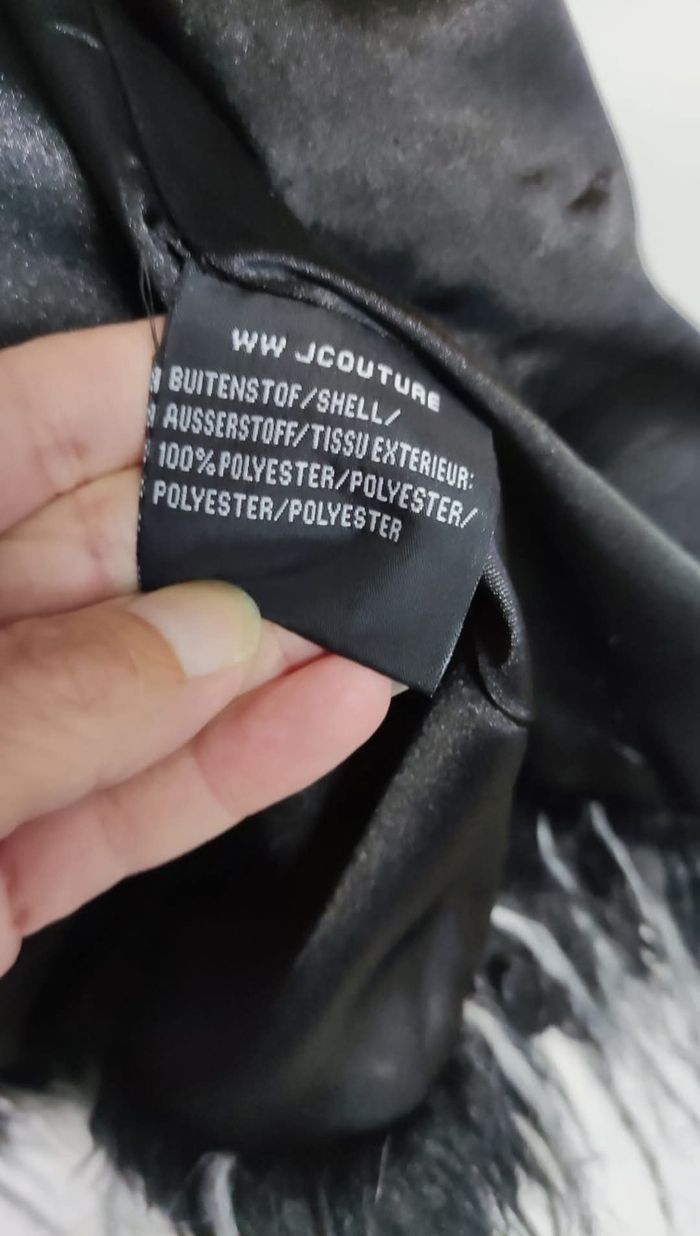 WW JCOUTURE
BUITENSTOF/SHELL/
AUSSERSTOFF/TISSU EXTERIEUR:
100%POLYESTER/POLYESTER/
POLYESTER/POLYESTER